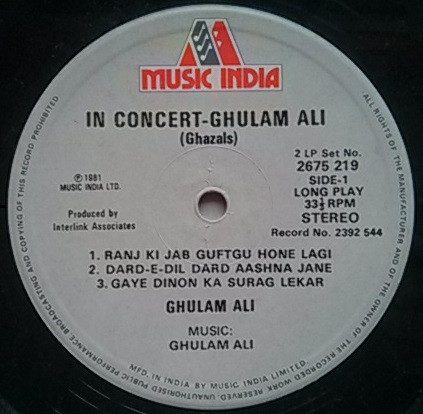 MUSIC INDIA
IN CONCERT-GHULAM ALI
(Ghazals)
2 LP Set No.
2675 219
℗ 1981
MUSIC INDIA LTD.
SIDE-1
LONG PLAY
33⅓ RPM
STEREO
Produced by
Interlink Associates
Record No. 2392 544
1. RANJ KI JAB GUFTGU HONE LAGI
2. DARD-E-DIL DARD AASHNA JANE
3. GAYE DINON KA SURAG LEKAR
GHULAM ALI
MUSIC:
GHULAM ALI
MFD. IN INDIA BY MUSIC INDIA LIMITED.
ALL RIGHTS OF THE MANUFACTURER AND OF THE OWNER OF THE RECORDED WORK RESERVED. UNAUTHORISED PUBLIC PERFORMANCE, BROADCASTING AND COPYING OF THIS RECORD PROHIBITED.